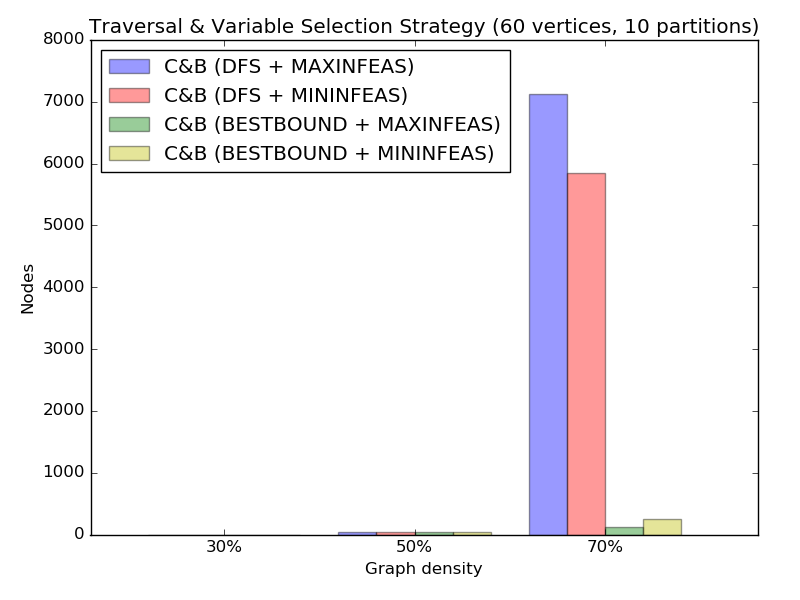 Traversal & Variable Selection Strategy (60 vertices, 10 partitions)
8000
C&B (DFS + MAXINFEAS)
C&B (DFS + MININFEAS)
C&B (BESTBOUND + MAXINFEAS)
C&B (BESTBOUND + MININFEAS)
7000
6000
5000
4000
3000
2000
1000
0
Nodes
30%
50%
70%
Graph density